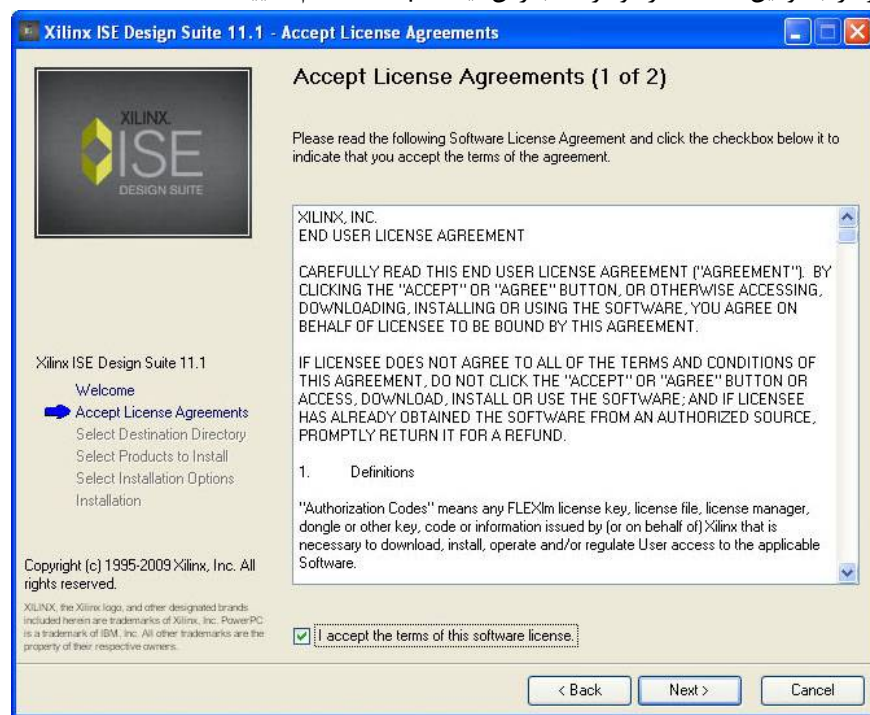 Xilinx ISE Design Suite 11.1 - Accept License Agreements
XILINX
ISE
DESIGN SUITE
Xilinx ISE Design Suite 11.1
Welcome
Accept License Agreements
Select Destination Directory
Select Products to Install
Select Installation Options
Installation
Copyright (c) 1995-2009 Xilinx, Inc. All
rights reserved.
XILINX, the Xilinx logo, and other designated brands
included herein are trademarks of Xilinx, Inc. PowerPC
is a trademark of IBM, Inc. All other trademarks are the
property of their respective owners.
Accept License Agreements (1 of 2)
Please read the following Software License Agreement and click the checkbox below it to
indicate that you accept the terms of the agreement.
XILINX, INC.
END USER LICENSE AGREEMENT
CAREFULLY READ THIS END USER LICENSE AGREEMENT ("AGREEMENT"). BY
CLICKING THE "ACCEPT" OR "AGREE" BUTTON, OR OTHERWISE ACCESSING,
DOWNLOADING, INSTALLING OR USING THE SOFTWARE, YOU AGREE ON
BEHALF OF LICENSEE TO BE BOUND BY THIS AGREEMENT.
IF LICENSEE DOES NOT AGREE TO ALL OF THE TERMS AND CONDITIONS OF
THIS AGREEMENT, DO NOT CLICK THE "ACCEPT" OR "AGREE" BUTTON OR
ACCESS, DOWNLOAD, INSTALL OR USE THE SOFTWARE; AND IF LICENSEE
HAS ALREADY OBTAINED THE SOFTWARE FROM AN AUTHORIZED SOURCE,
PROMPTLY RETURN IT FOR A REFUND.
1. Definitions
"Authorization Codes" means any FLEXlm license key, license file, license manager,
dongle or other key, code or information issued by (or on behalf of) Xilinx that is
necessary to download, install, operate and/or regulate User access to the applicable
Software.
I accept the terms of this software license.
< Back
Next >
Cancel